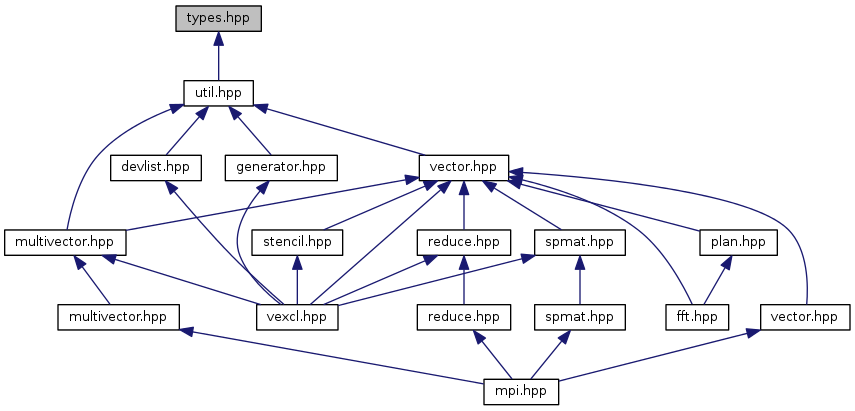 types.hpp
util.hpp
devlist.hpp
generator.hpp
vector.hpp
multivector.hpp
stencil.hpp
reduce.hpp
spmat.hpp
plan.hpp
multivector.hpp
vexcl.hpp
reduce.hpp
spmat.hpp
fft.hpp
vector.hpp
mpi.hpp